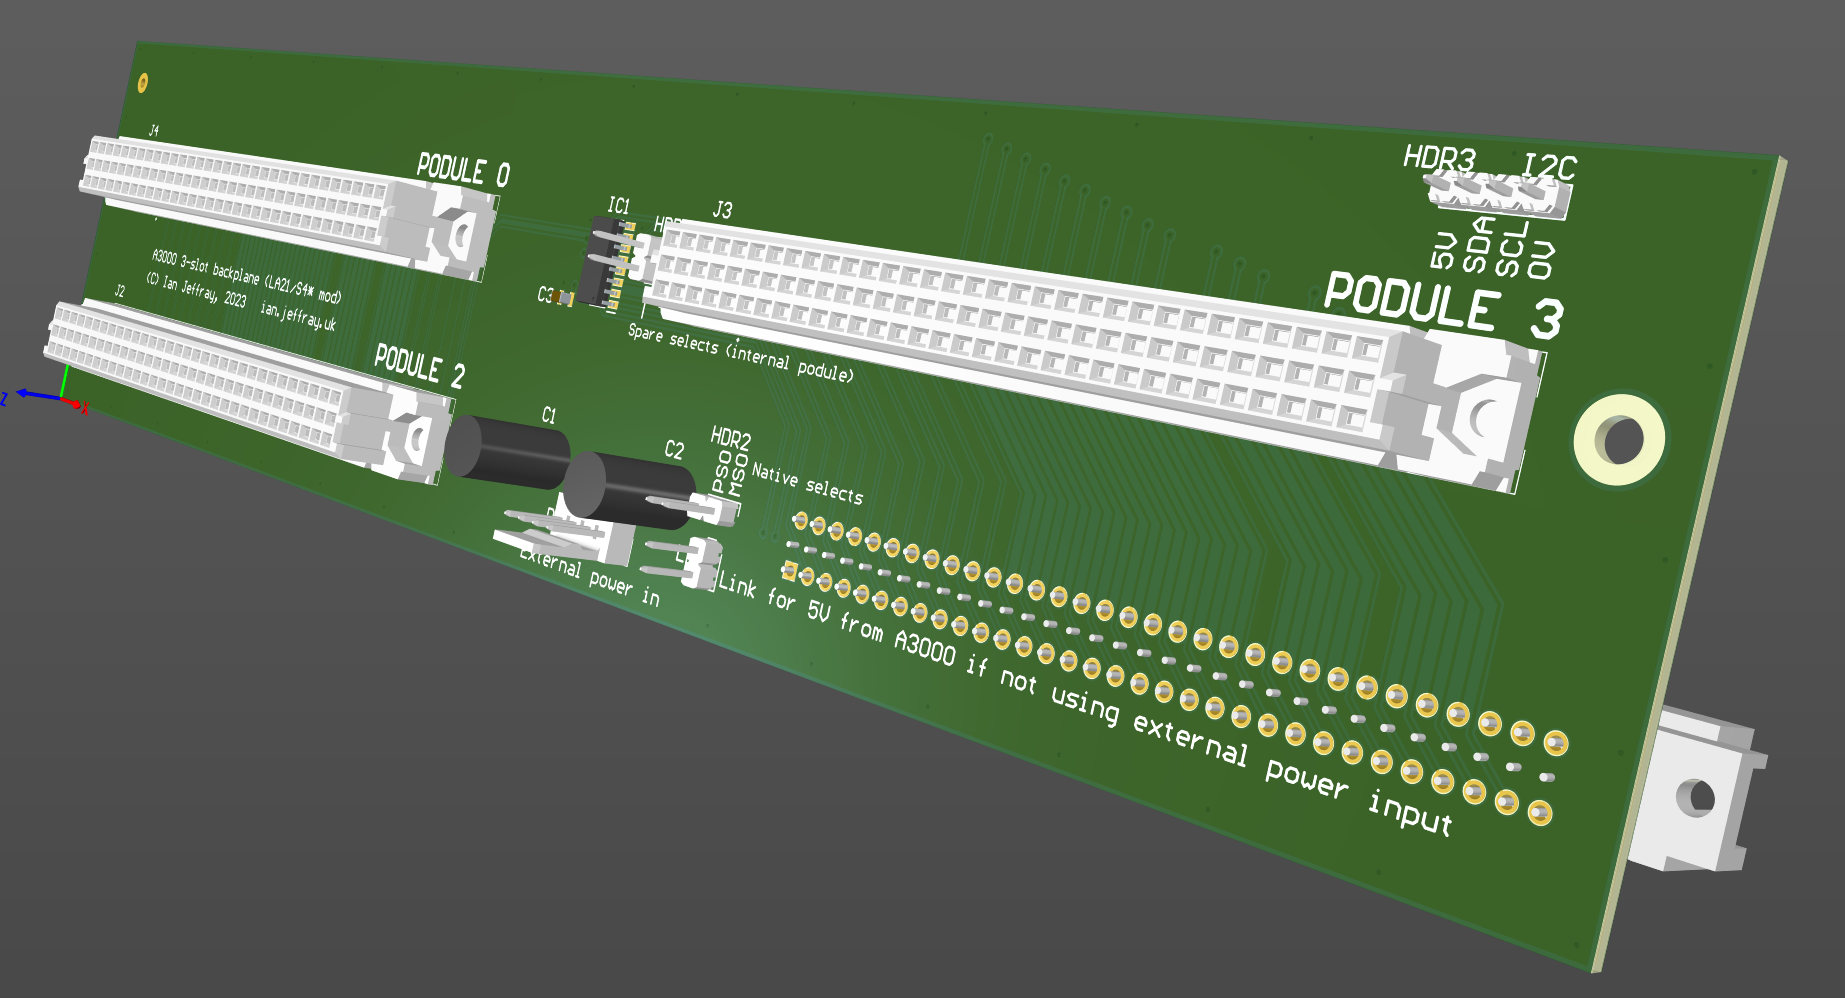 J4
PODULE 0
A3000 3-slot backplane (LA21/S4* mod)
(C) Ian Jeffray, 2023 ian.jeffray.uk
J2
PODULE 2
IC1
J3
C3
Spare selects (internal podule)
HDR3 I2C
5V
SDA
SCL
0V
PODULE 3
C1
C2
HDR2
PS0
MS0
Native selects
External power in
Link for 5V from A3000 if not using external power input
Z
X